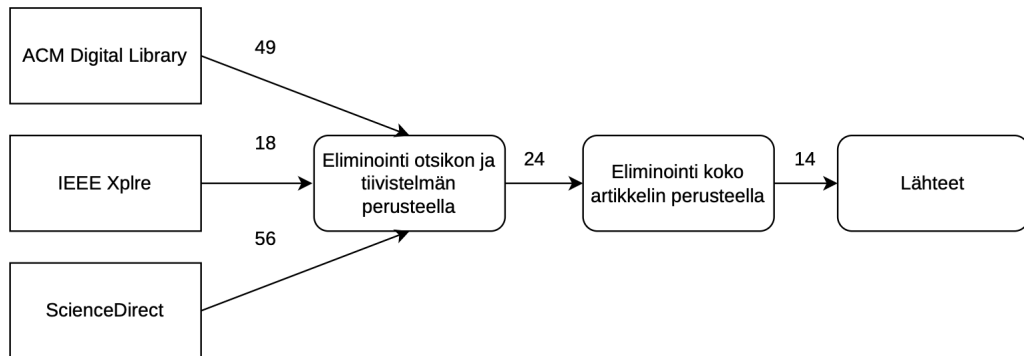 ACM Digital Library
49
IEEE Xplre
18
ScienceDirect
56
Eliminointi otsikon ja
tiivistelmän
perusteella
24
Eliminointi koko
artikkelin perusteella
14
Lähteet